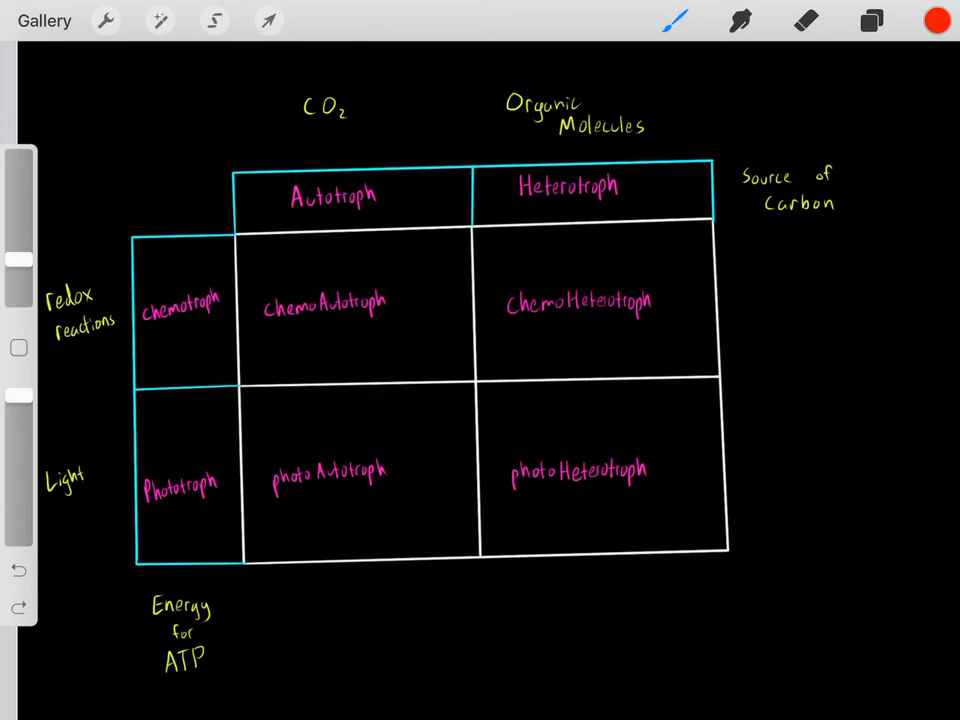 Gallery
CO₂
Organic
Molecules
Source of
Carbon
Autotroph
Heterotroph
redox
reactions
chemotroph
chemoAutotroph
chemoHeterotroph
Light
Phototroph
photoAutotroph
photoHeterotroph
Energy
for
ATP